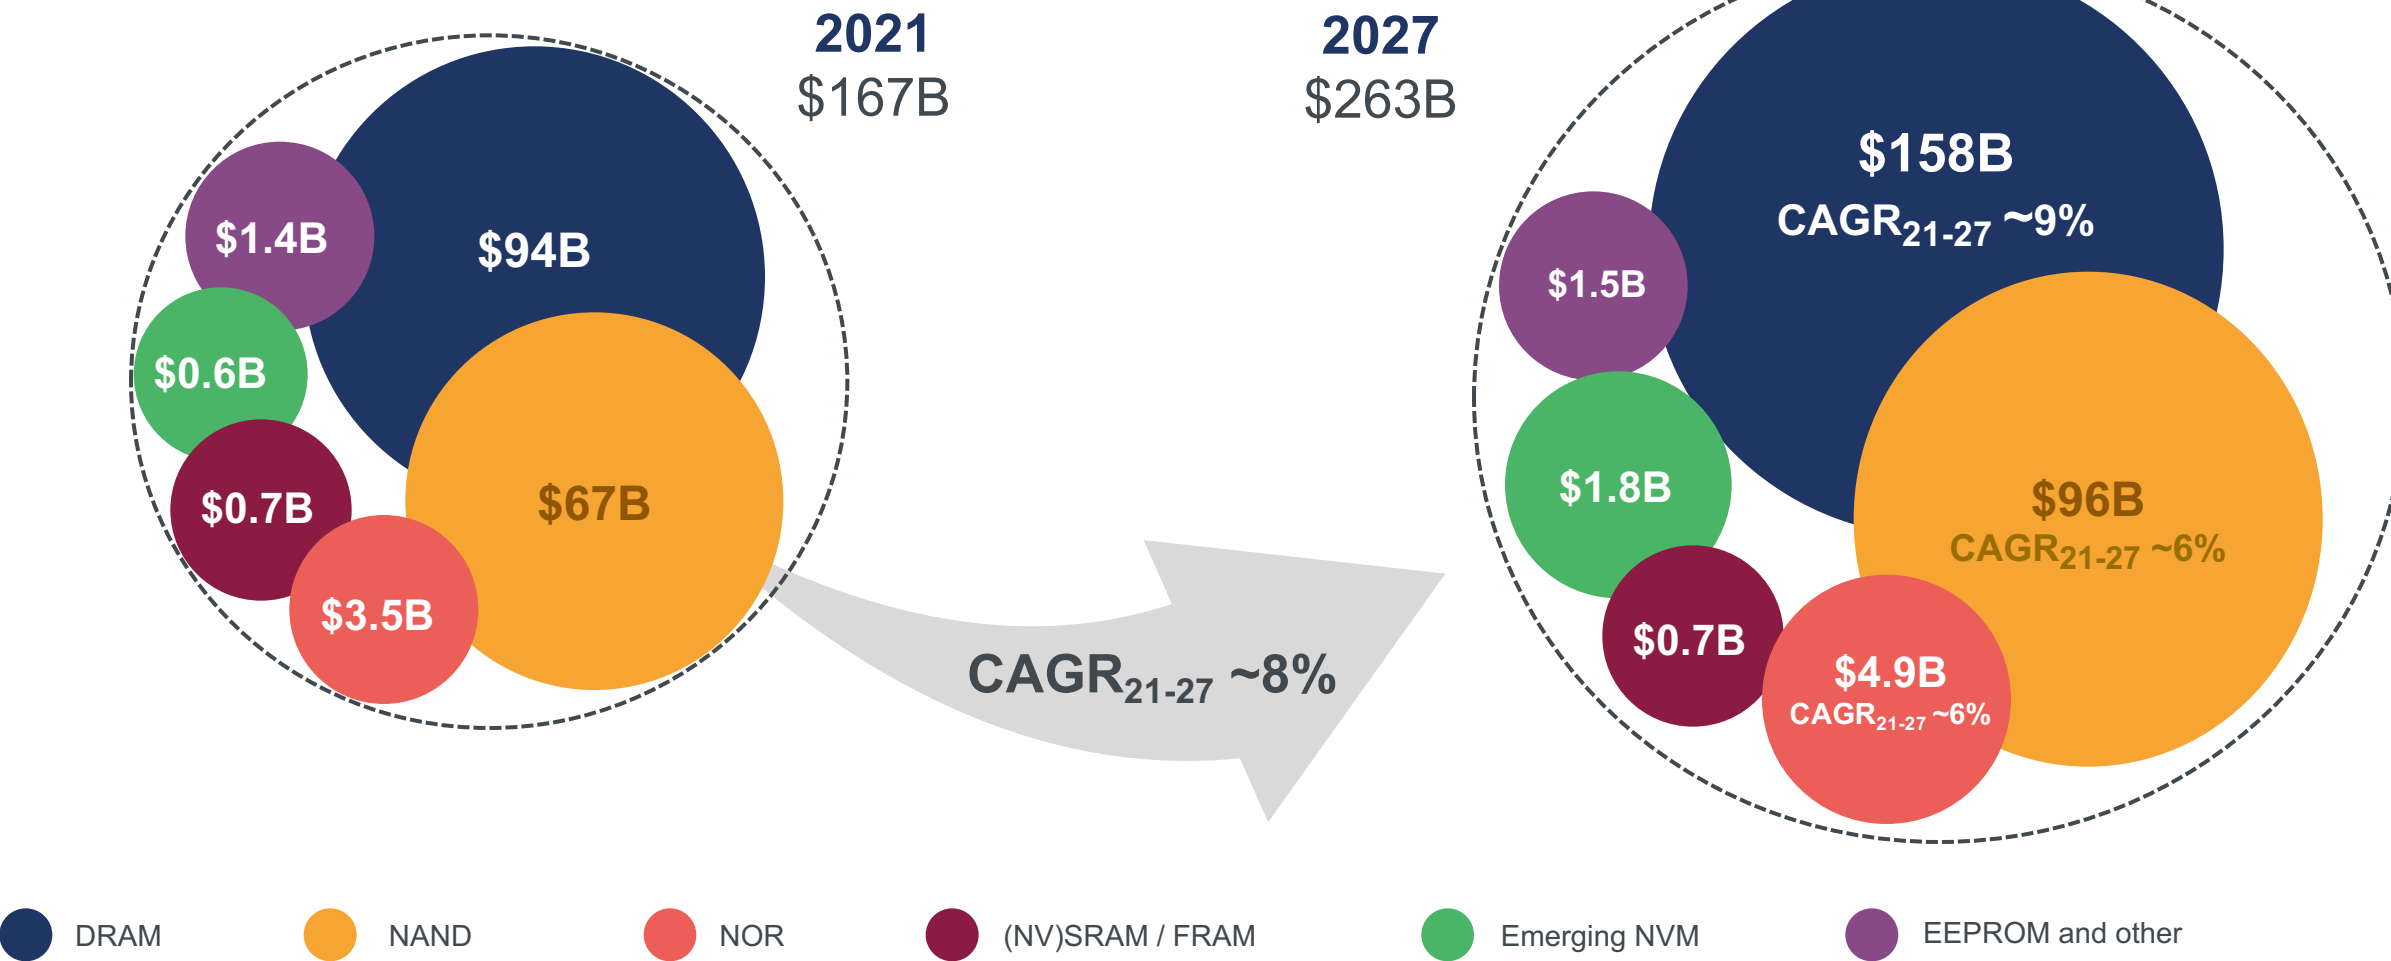 2021
$167B
$1.4B
$94B
$0.6B
$0.7B
$67B
$3.5B
CAGR21-27 ~8%
2027
$263B
$158B
CAGR21-27 ~9%
$1.5B
$1.8B
$96B
CAGR21-27 ~6%
$0.7B
$4.9B
CAGR21-27 ~6%
DRAM
NAND
NOR
(NV)SRAM / FRAM
Emerging NVM
EEPROM and other